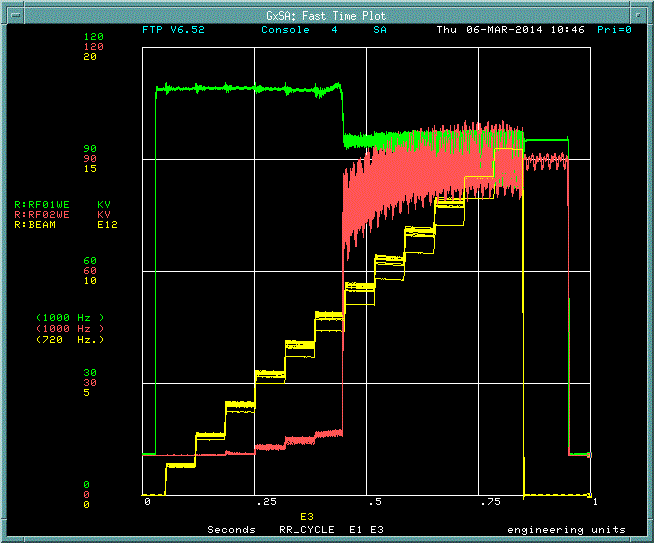 GxSA: Fast Time Plot
FTP V6.52 Console 4 SA Thu 06-MAR-2014 10:46 Pri=0
120
120
20
90
90
15
R:RF01WE KV
R:RF02WE KV
R:BEAM E12
60
60
10
(1000 Hz )
(1000 Hz )
(720 Hz.)
30
30
5
0
0
0
0 .25 .5 .75 1
E3
Seconds RR_CYCLE E1 E3 engineering units